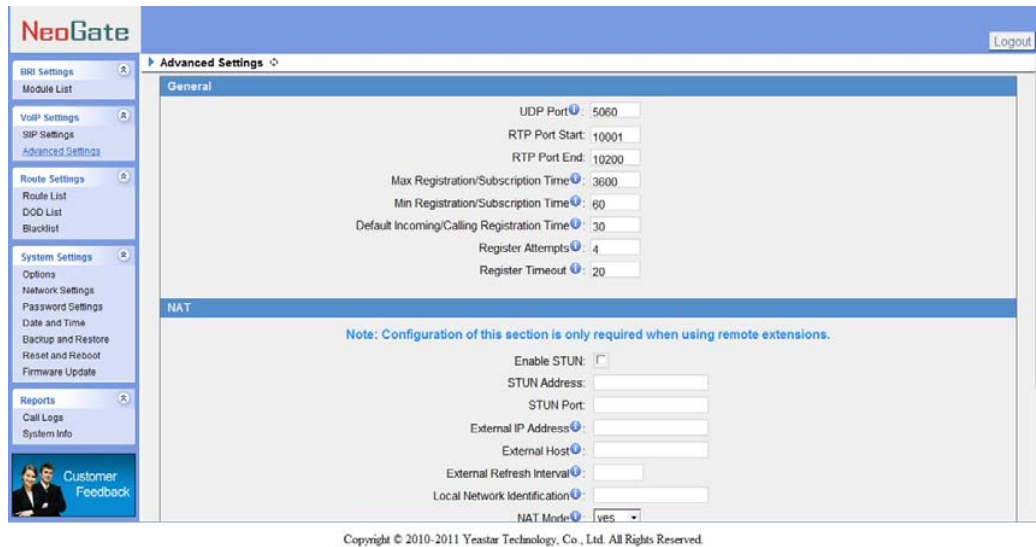 NeoGate
Logout
BRI Settings
Module List
VoIP Settings
SIP Settings
Advanced Settings
Route Settings
Route List
DOD List
Blacklist
System Settings
Options
Network Settings
Password Settings
Date and Time
Backup and Restore
Reset and Reboot
Firmware Update
Reports
Call Logs
System Info
Customer
Feedback
Advanced Settings
General
UDP Port: 5060
RTP Port Start: 10001
RTP Port End: 10200
Max Registration/Subscription Time: 3600
Min Registration/Subscription Time: 60
Default Incoming/Calling Registration Time: 30
Register Attempts: 4
Register Timeout : 20
NAT
Note: Configuration of this section is only required when using remote extensions.
Enable STUN:
STUN Address:
STUN Port:
External IP Address:
External Host:
External Refresh Interval:
Local Network Identification:
NAT Mode: yes
Copyright © 2010-2011 Yeastar Technology, Co., Ltd. All Rights Reserved.